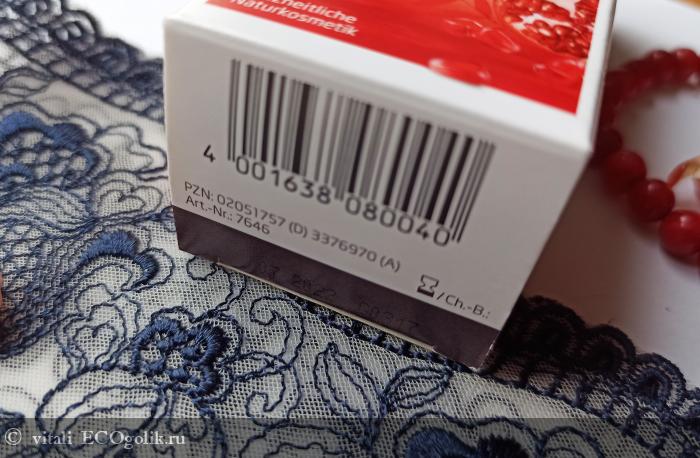 Naturkosmetik
4 001638 080040
PZN: 02051757 (D) 3376970 (A)
Art.-Nr.: 7646
/Ch.-B.:
© vitali ECOgolik.ru